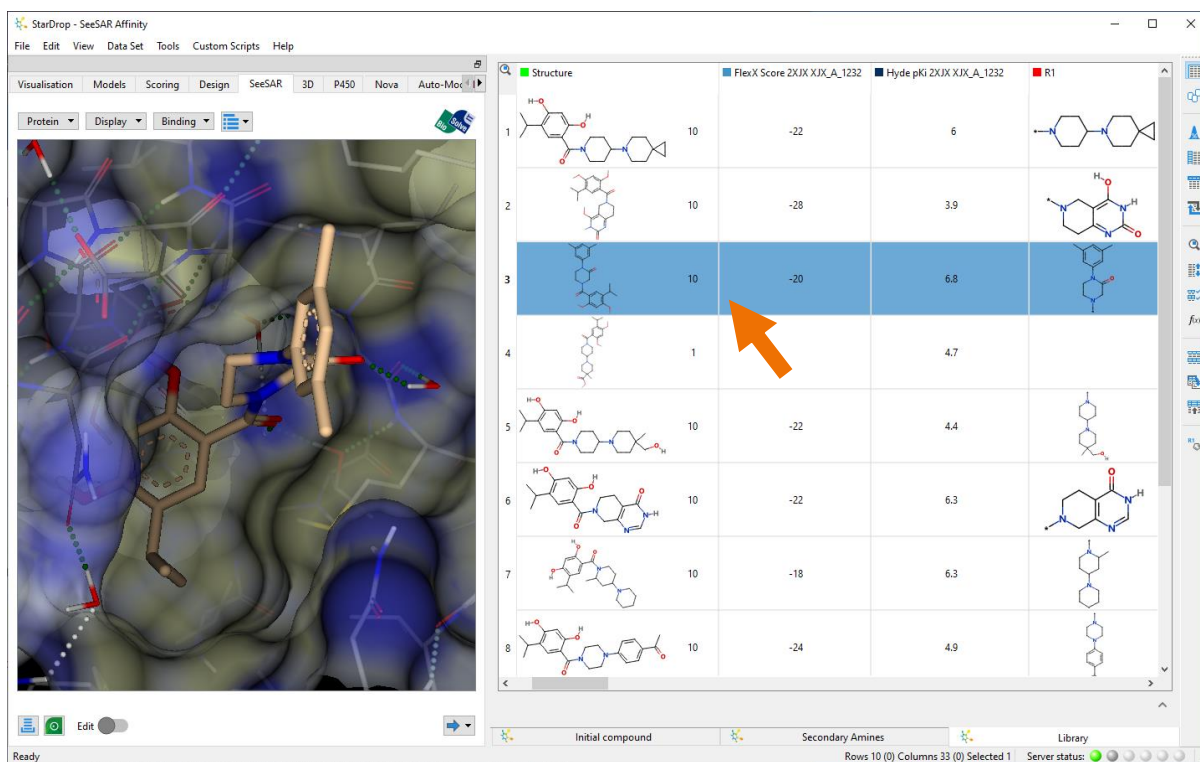 StarDrop - SeeSAR Affinity
File Edit View Data Set Tools Custom Scripts Help
Visualisation Models Scoring Design SeeSAR 3D P450 Nova
Protein Display Binding
Bio Solve
Structure FlexX Score 2XJX XJX_A_1232 Hyde pKi 2XJX XJX_A_1232 R1
1 10 -22 6
2 10 -28 3.9
3 10 -20 6.8
4 1 4.7
5 10 -22 4.4
6 10 -22 6.3
7 10 -18 6.3
8 10 -24 4.9
Edit
Initial compound Secondary Amines Library
Ready Rows 10 (0) Columns 33 (0) Selected 1 Server status: